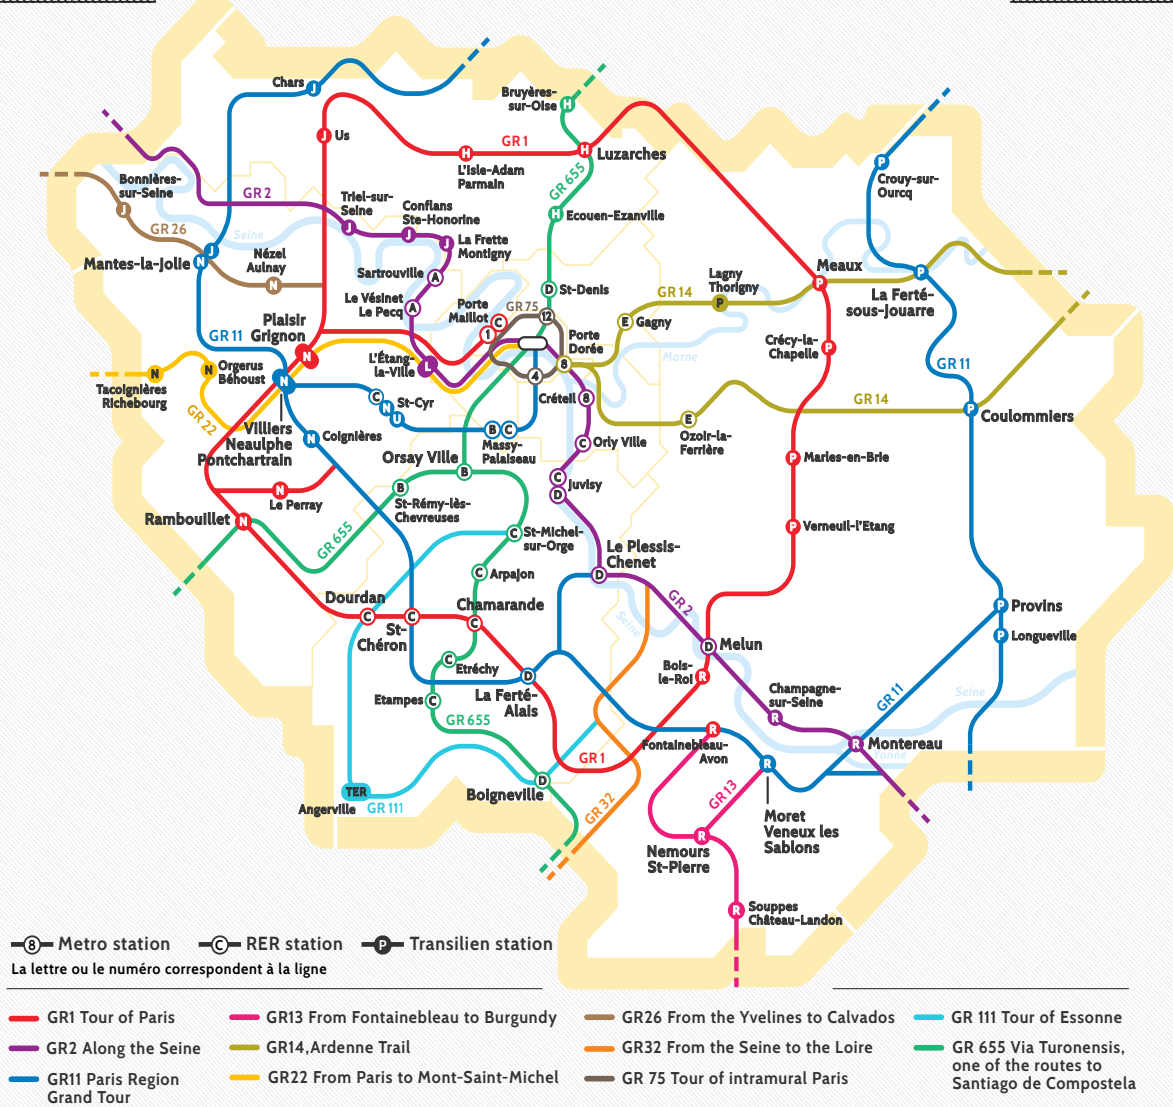 Chars
J
Bruyères-
sur-Oise
H
J
Us
GR 1
H
L'Isle-Adam
Parmain
H
Luzarches
P
Crouy-sur-
Ourcq
Bonnières-
sur-Seine
J
GR 2
Triel-sur-
Seine
J
Conflans
Ste-Honorine
J
J
La Frette
Montigny
GR 655
H
Ecouen-Ezanville
GR 26
Seine
J
N
Mantes-la-Jolie
Nézel
Aulnay
N
Sartrouville
A
Le Vésinet
Le Pecq
A
D
St-Denis
Lagny
Thorigny
P
Meaux
P
P
La Ferté-
sous-Jouarre
GR 14
Porte
Maillot
C
1
GR 75
12
E
Gagny
Plaisir
Grignon
N
GR 11
Porte
Dorée
8
Marne
Crécy-la-
Chapelle
P
GR 11
L'Étang-
la-Ville
L
4
N
Tacoignières
Richebourg
N
Orgerus
Béhoust
N
GR 22
C
N
U
St-Cyr
Créteil
8
GR 14
P
Coulommiers
E
Ozoir-la-
Ferrière
Villiers
Neaulphe
Pontchartrain
N
Coignières
B
C
Massy-
Palaiseau
C
Orly Ville
Orsay Ville
B
P
Marles-en-Brie
N
Le Perray
B
St-Rémy-lès-
Chevreuses
C
D
Juvisy
Rambouillet
N
GR 655
C
St-Michel-
sur-Orge
P
Verneuil-l'Etang
Le Plessis-
Chenet
D
C
Arpajon
Dourdan
C
C
St-
Chéron
Chamarande
C
GR 2
Seine
P
Provins
P
Longueville
D
Melun
C
Etréchy
Bois-
le-Roi
R
D
La Ferté-
Alais
Etampes
C
Champagne-
sur-Seine
R
GR 11
Seine
GR 655
R
Fontainebleau-
Avon
R
Montereau
Yonne
GR 1
R
D
Boigneville
TER
Angerville
GR 111
GR 32
GR 13
Moret
Veneux les
Sablons
R
Nemours
St-Pierre
R
Souppes
Château-Landon
8 Metro station
C RER station
P Transilien station
La lettre ou le numéro correspondent à la ligne
GR1 Tour of Paris
GR2 Along the Seine
GR11 Paris Region
Grand Tour
GR13 From Fontainebleau to Burgundy
GR14,Ardenne Trail
GR22 From Paris to Mont-Saint-Michel
GR26 From the Yvelines to Calvados
GR32 From the Seine to the Loire
GR 75 Tour of intramural Paris
GR 111 Tour of Essonne
GR 655 Via Turonensis,
one of the routes to
Santiago de Compostela